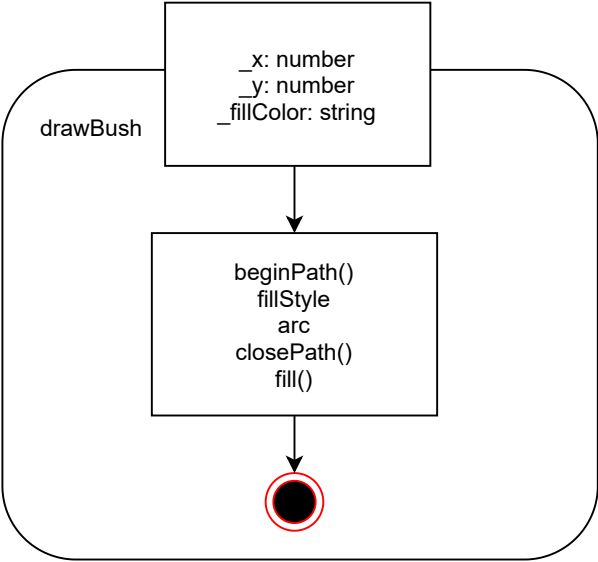 _x: number
_y: number
_fillColor: string
drawBush
beginPath()
fillStyle
arc
closePath()
fill()